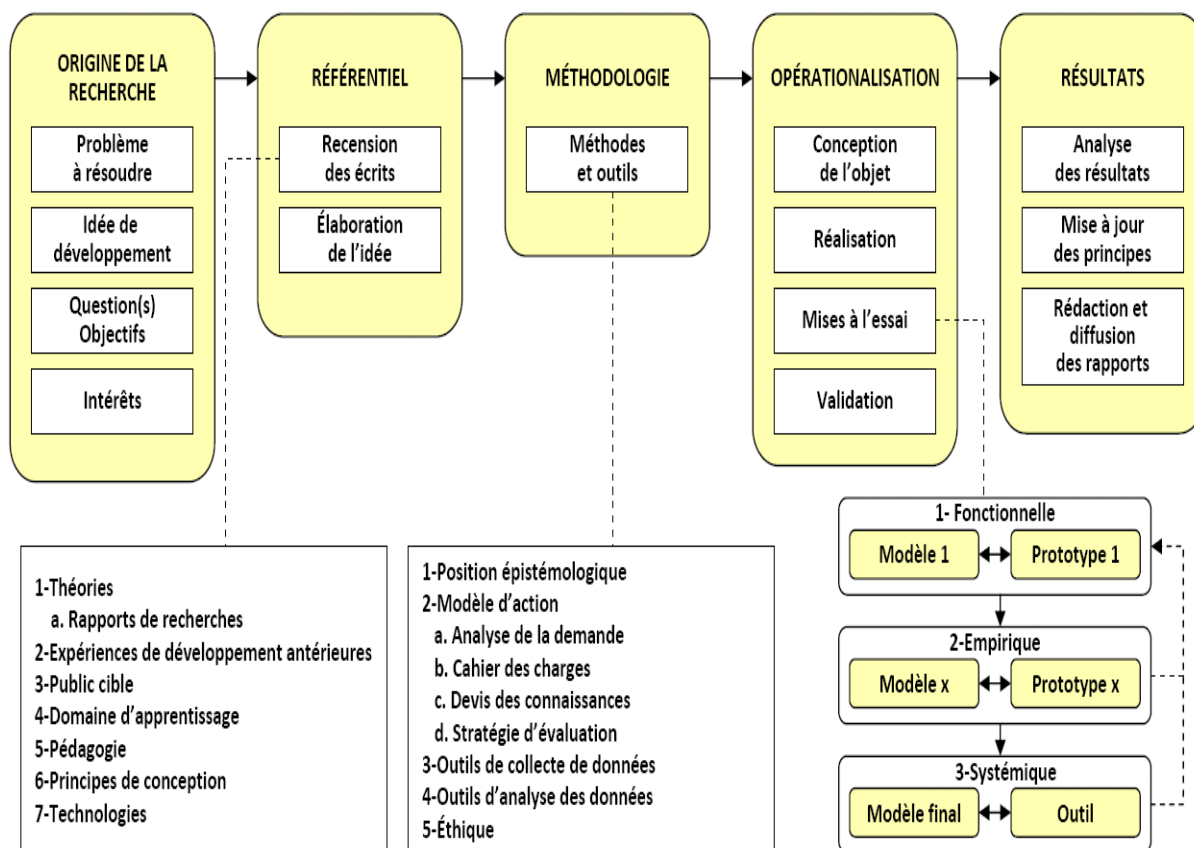 ORIGINE DE LA
RECHERCHE
Problème
à résoudre
Idée de
développement
Question(s)
Objectifs
Intérêts
RÉFÉRENTIEL
Recension
des écrits
Élaboration
de l'idée
MÉTHODOLOGIE
Méthodes
et outils
OPÉRATIONALISATION
Conception
de l'objet
Réalisation
Mises à l'essai
Validation
RÉSULTATS
Analyse
des résultats
Mise à jour
des principes
Rédaction et
diffusion
des rapports
1-Théories
a. Rapports de recherches
2-Expériences de développement antérieures
3-Public cible
4-Domaine d'apprentissage
5-Pédagogie
6-Principes de conception
7-Technologies
1-Position épistémologique
2-Modèle d'action
a. Analyse de la demande
b. Cahier des charges
c. Devis des connaissances
d. Stratégie d'évaluation
3-Outils de collecte de données
4-Outils d'analyse des données
5-Éthique
1- Fonctionnelle
Modèle 1
Prototype 1
2-Empirique
Modèle x
Prototype x
3-Systémique
Modèle final
Outil